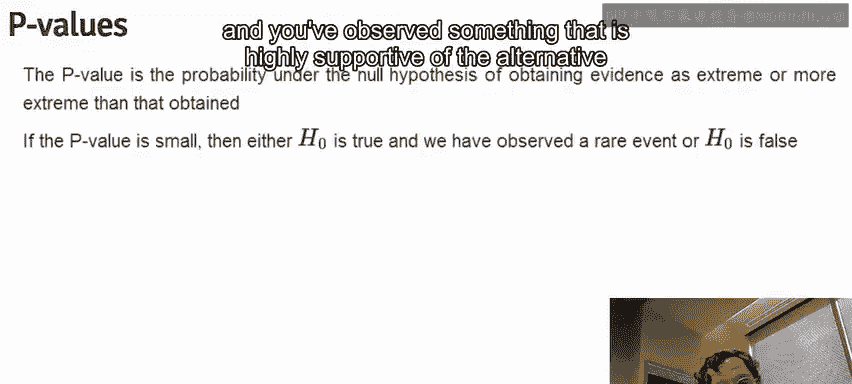 P-values
and you've observed something that is
highly supportive of the alternative
The P-value is the probability under the null hypothesis of obtaining evidence as extreme or more
extreme than that obtained
If the P-value is small, then either H₀ is true and we have observed a rare event or H₀ is false